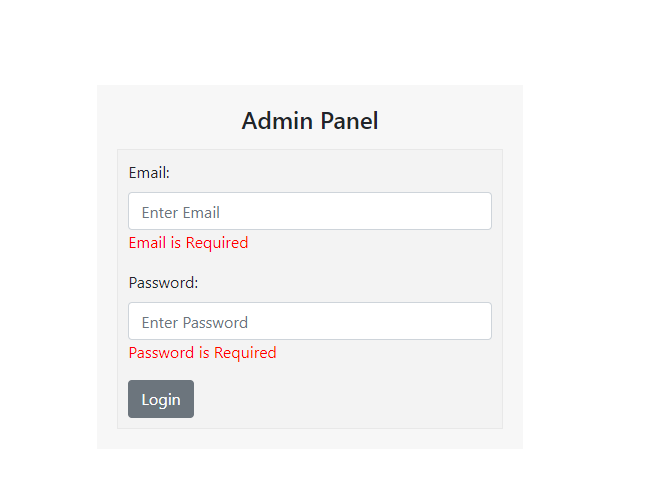 Admin Panel
Email:
Enter Email
Email is Required
Password:
Enter Password
Password is Required
Login